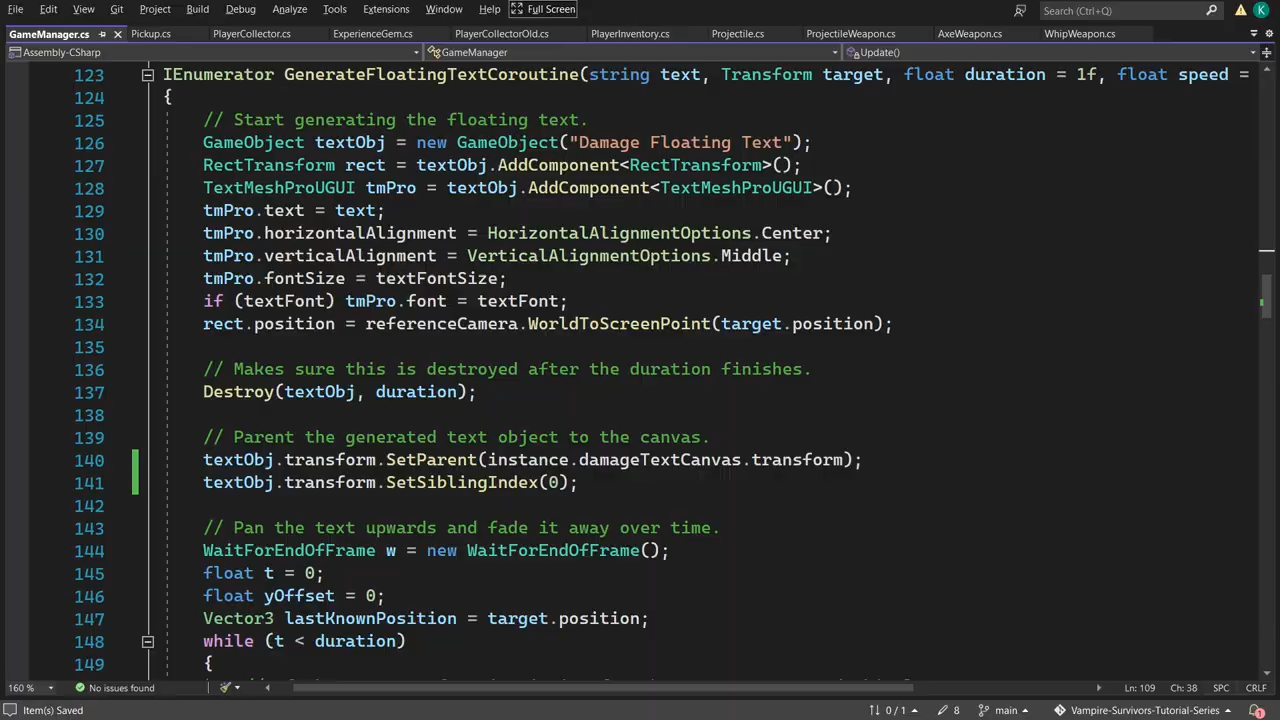 File Edit View Git Project Build Debug Analyze Tools Extensions Window Help Full Screen Search (Ctrl+Q) K
GameManager.cs Pickup.cs PlayerCollector.cs ExperienceGem.cs PlayerCollectorOld.cs PlayerInventory.cs Projectile.cs ProjectileWeapon.cs AxeWeapon.cs WhipWeapon.cs
Assembly-CSharp GameManager Update()
123 IEnumerator GenerateFloatingTextCoroutine(string text, Transform target, float duration = 1f, float speed =
124 {
125 // Start generating the floating text.
126 GameObject textObj = new GameObject("Damage Floating Text");
127 RectTransform rect = textObj.AddComponent<RectTransform>();
128 TextMeshProUGUI tmPro = textObj.AddComponent<TextMeshProUGUI>();
129 tmPro.text = text;
130 tmPro.horizontalAlignment = HorizontalAlignmentOptions.Center;
131 tmPro.verticalAlignment = VerticalAlignmentOptions.Middle;
132 tmPro.fontSize = textFontSize;
133 if (textFont) tmPro.font = textFont;
134 rect.position = referenceCamera.WorldToScreenPoint(target.position);
135
136 // Makes sure this is destroyed after the duration finishes.
137 Destroy(textObj, duration);
138
139 // Parent the generated text object to the canvas.
140 textObj.transform.SetParent(instance.damageTextCanvas.transform);
141 textObj.transform.SetSiblingIndex(0);
142
143 // Pan the text upwards and fade it away over time.
144 WaitForEndOfFrame w = new WaitForEndOfFrame();
145 float t = 0;
146 float yOffset = 0;
147 Vector3 lastKnownPosition = target.position;
148 while (t < duration)
149 {
160 % No issues found Ln: 109 Ch: 38 SPC CRLF
Item(s) Saved 0 / 1 8 main Vampire-Survivors-Tutorial-Series 1